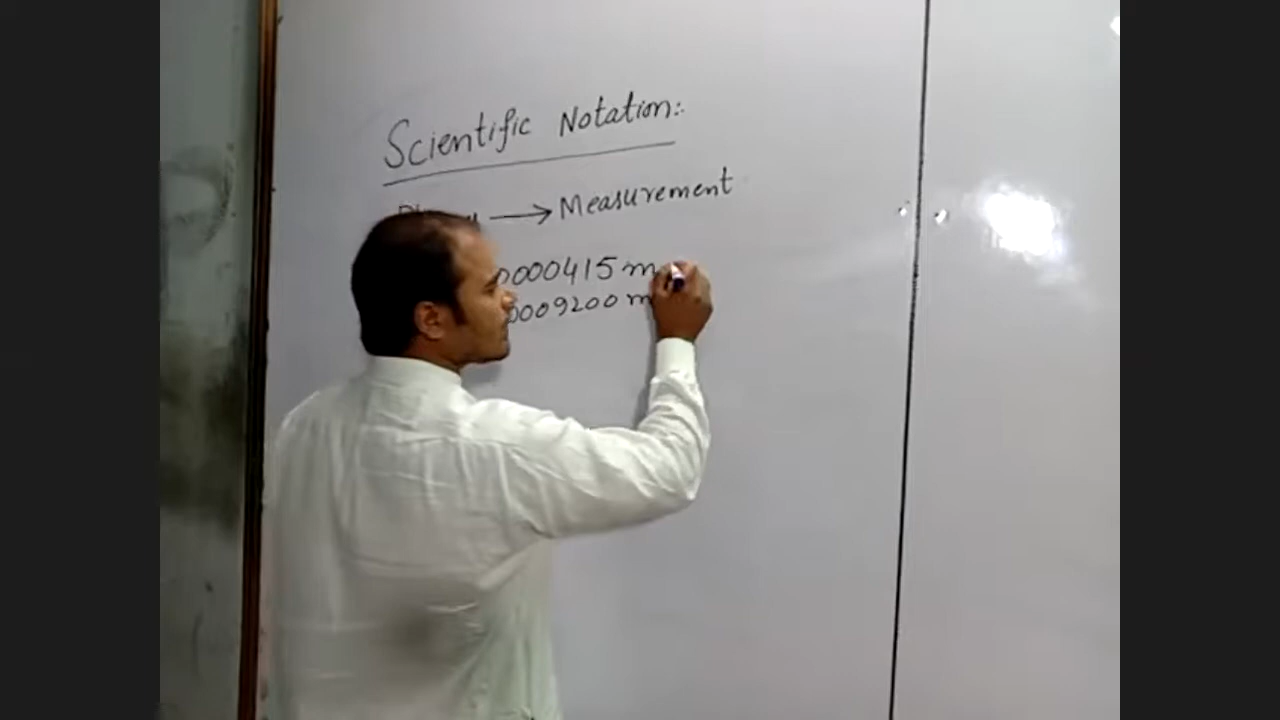 Scientific Notation:
→ Measurement
0000415 m
0009200 m